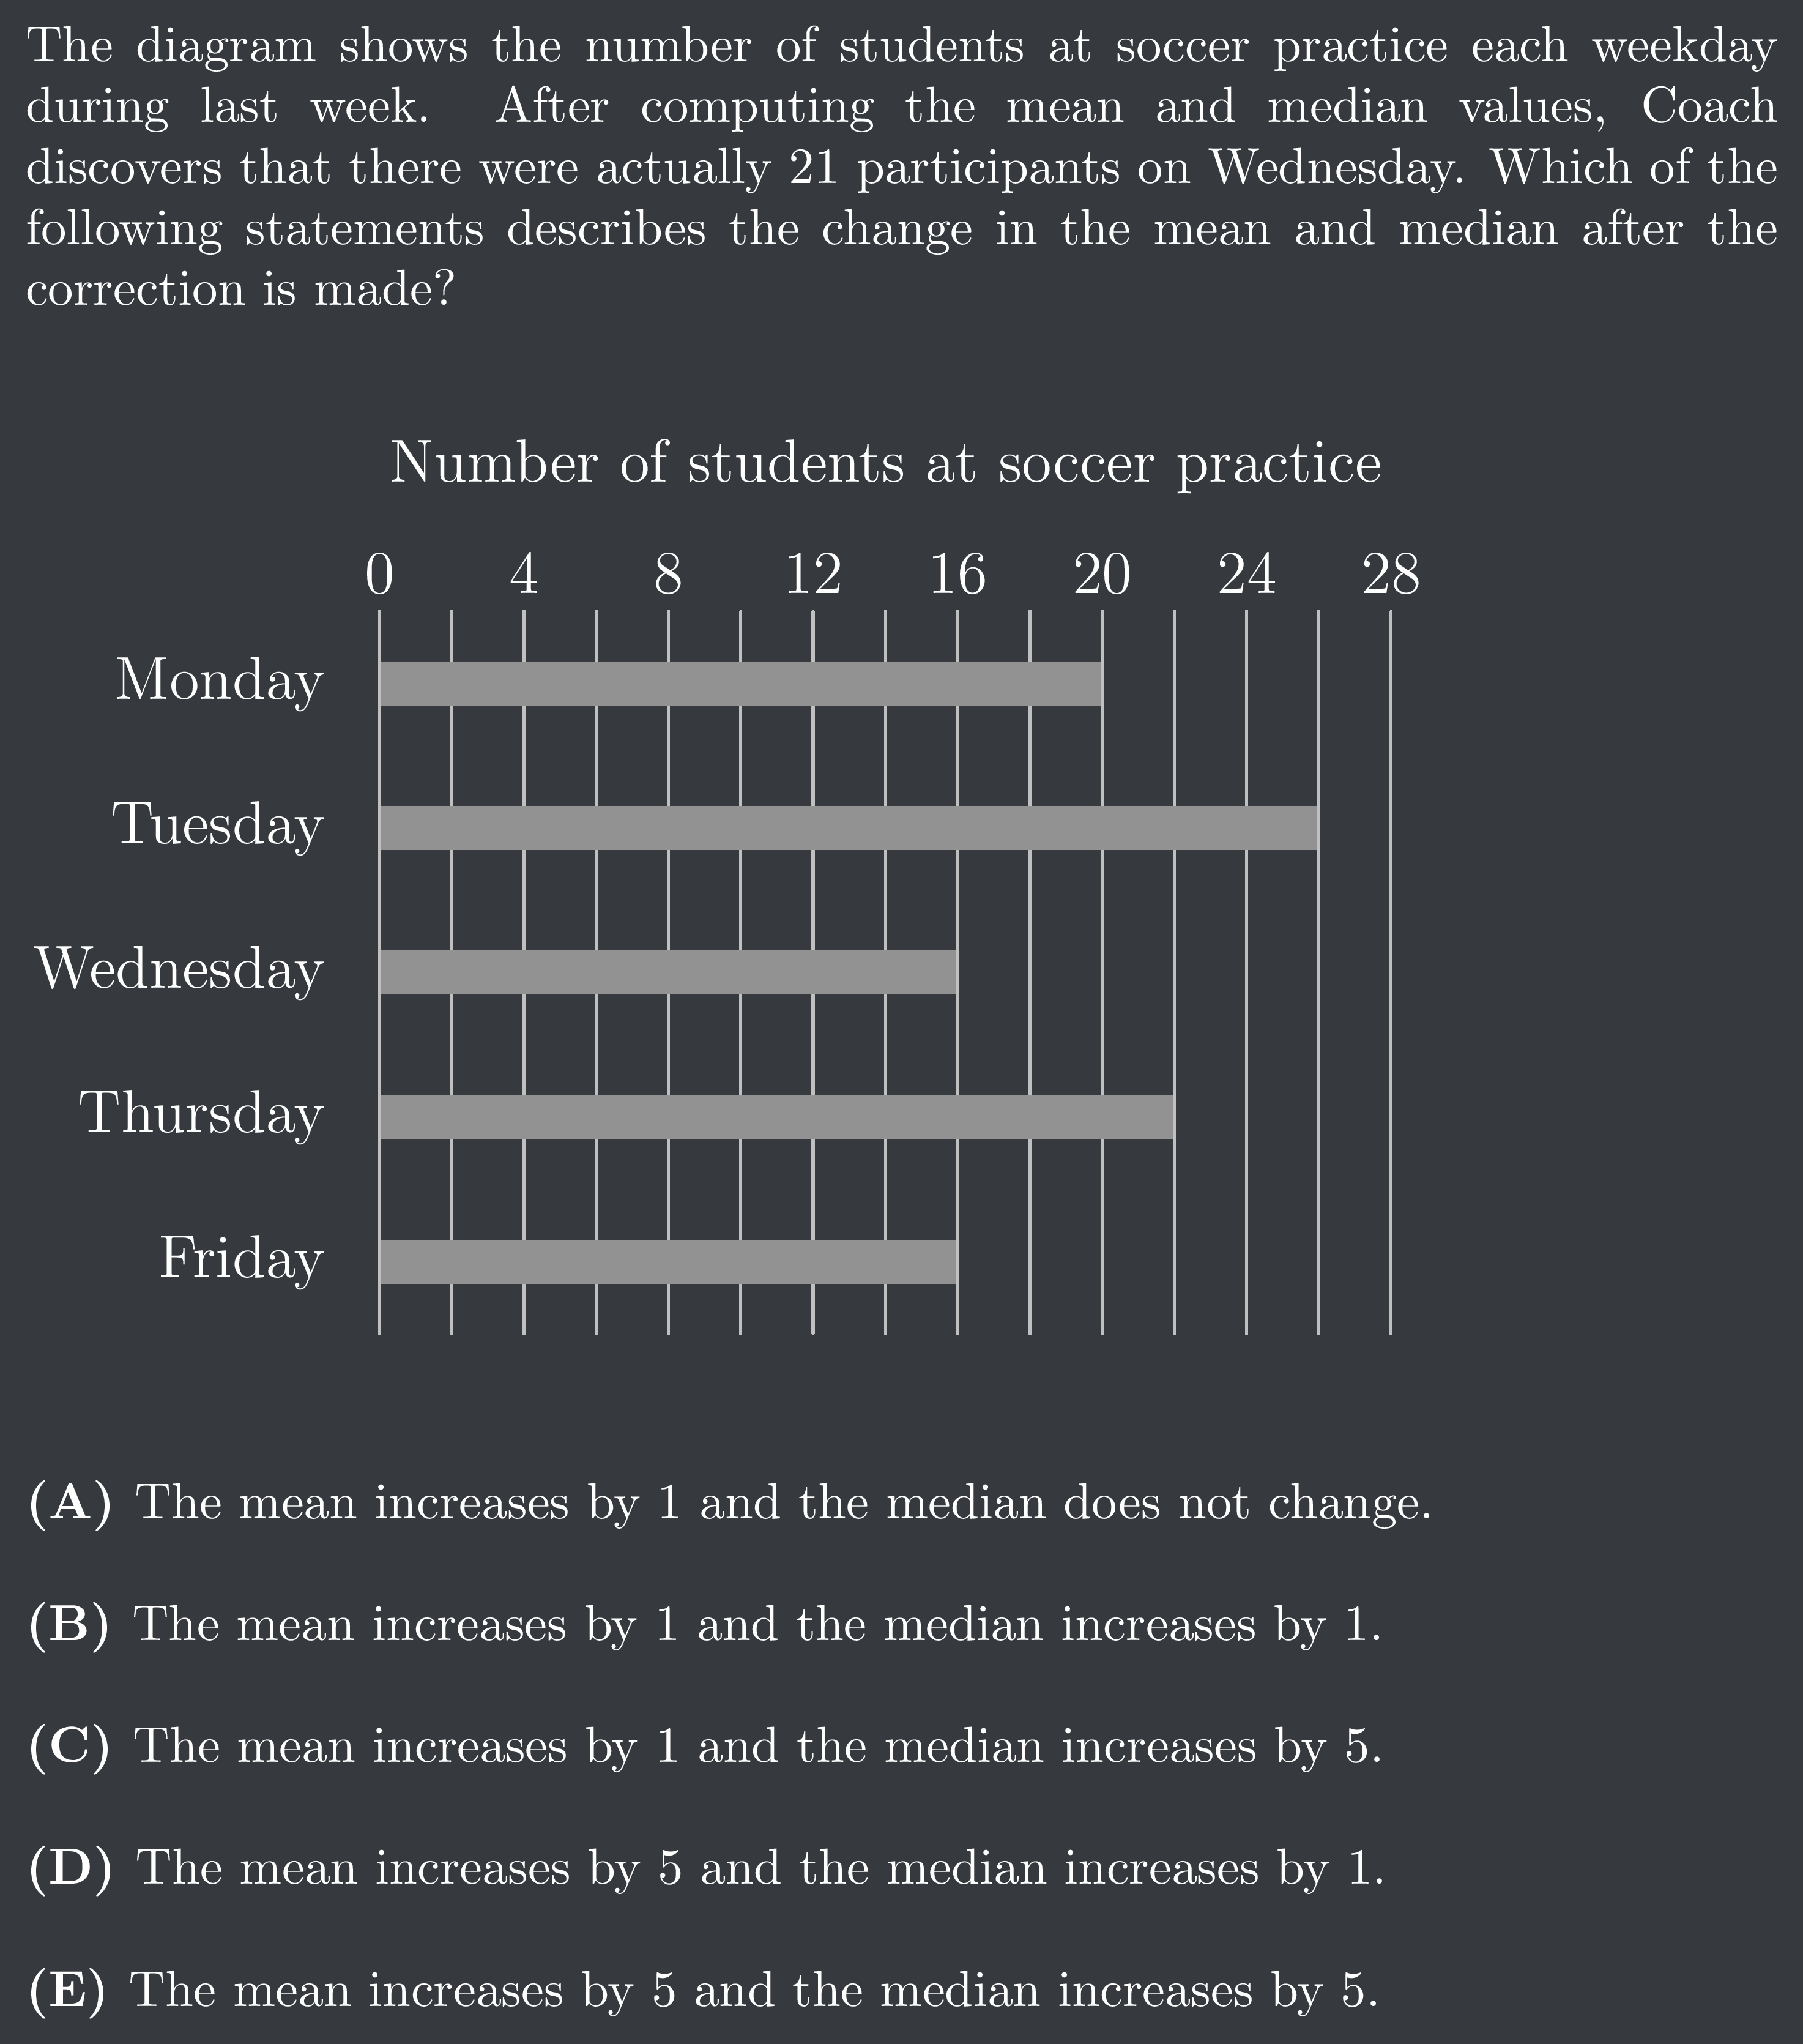 The diagram shows the number of students at soccer practice each weekday
during last week. After computing the mean and median values, Coach
discovers that there were actually 21 participants on Wednesday. Which of the
following statements describes the change in the mean and median after the
correction is made?
Number of students at soccer practice
0 4 8 12 16 20 24 28
Monday
Tuesday
Wednesday
Thursday
Friday
(A) The mean increases by 1 and the median does not change.
(B) The mean increases by 1 and the median increases by 1.
(C) The mean increases by 1 and the median increases by 5.
(D) The mean increases by 5 and the median increases by 1.
(E) The mean increases by 5 and the median increases by 5.